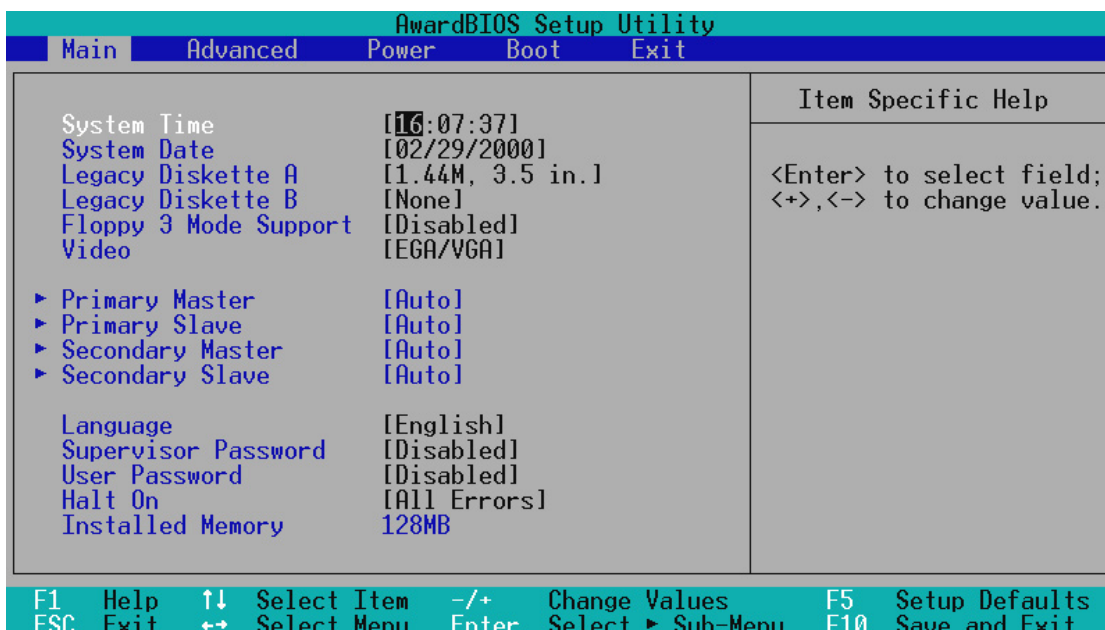 AwardBIOS Setup Utility
Main Advanced Power Boot Exit
Item Specific Help
System Time [16:07:37]
System Date [02/29/2000]
Legacy Diskette A [1.44M, 3.5 in.]
Legacy Diskette B [None]
Floppy 3 Mode Support [Disabled]
Video [EGA/VGA]
<Enter> to select field;
<+>,<-> to change value.
▶ Primary Master [Auto]
▶ Primary Slave [Auto]
▶ Secondary Master [Auto]
▶ Secondary Slave [Auto]
Language [English]
Supervisor Password [Disabled]
User Password [Disabled]
Halt On [All Errors]
Installed Memory 128MB
F1 Help ↑↓ Select Item -/+ Change Values F5 Setup Defaults
ESC Exit ←→ Select Menu Enter Select ▶ Sub-Menu F10 Save and Exit